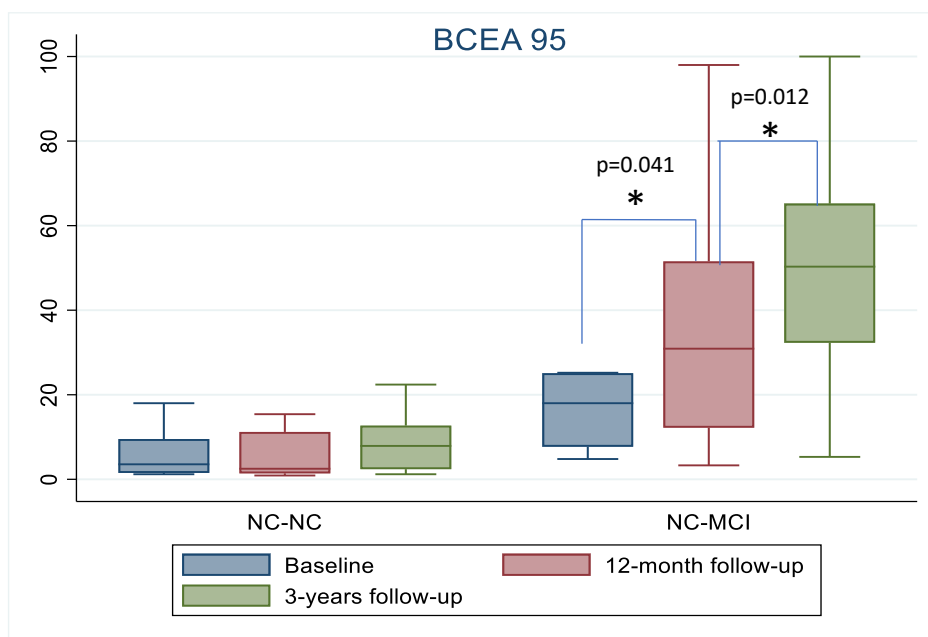 BCEA 95
100
80
60
40
20
0
p=0.012
*
p=0.041
*
NC-NC
NC-MCI
Baseline
12-month follow-up
3-years follow-up